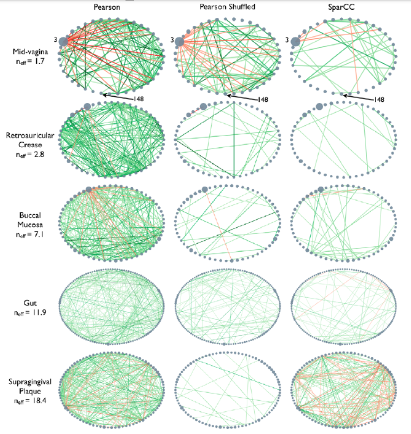 Pearson Pearson Shuffled SparCC
3 3 3
Mid-vagina
neff = 1.7
148 148 148
Retroauricular
Crease
neff = 2.8
Buccal
Mucosa
neff = 7.1
Gut
neff = 11.9
Supragingival
Plaque
neff = 18.4